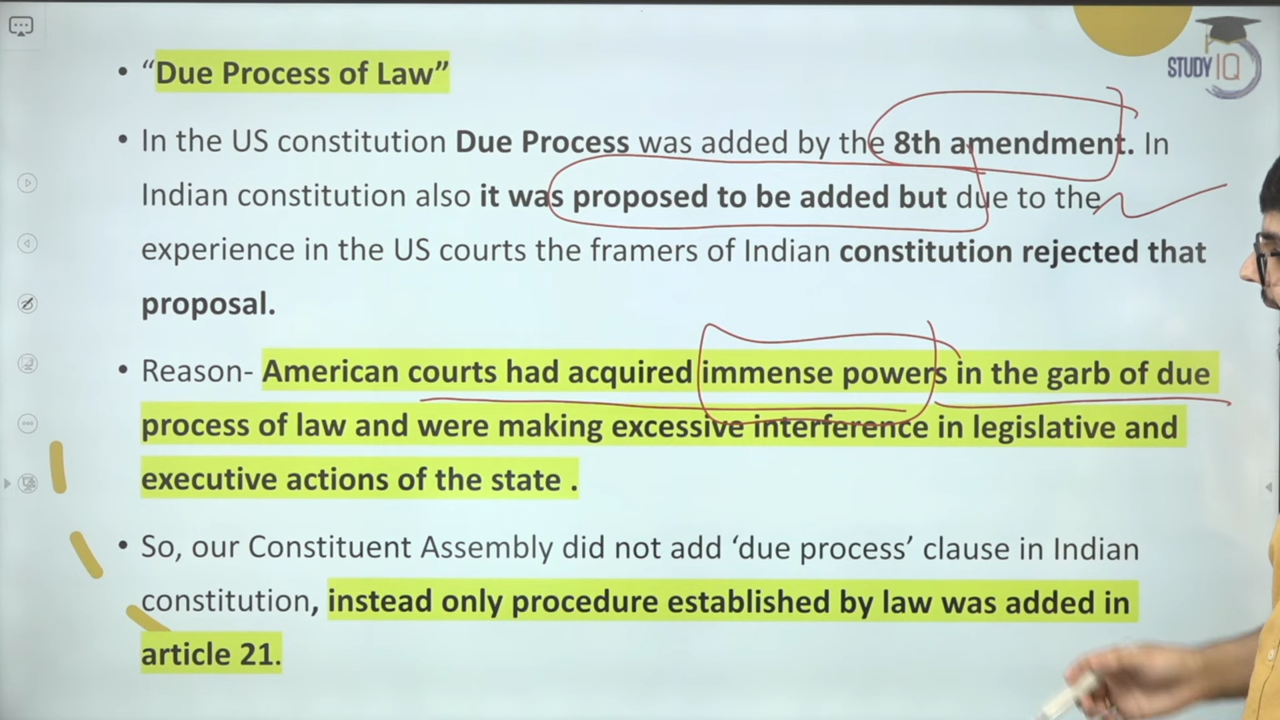 STUDY IQ
• “Due Process of Law”
• In the US constitution Due Process was added by the 8th amendment. In
Indian constitution also it was proposed to be added but due to the
experience in the US courts the framers of Indian constitution rejected that
proposal.
• Reason- American courts had acquired immense powers in the garb of due
process of law and were making excessive interference in legislative and
executive actions of the state .
• So, our Constituent Assembly did not add ‘due process’ clause in Indian
constitution, instead only procedure established by law was added in
article 21.